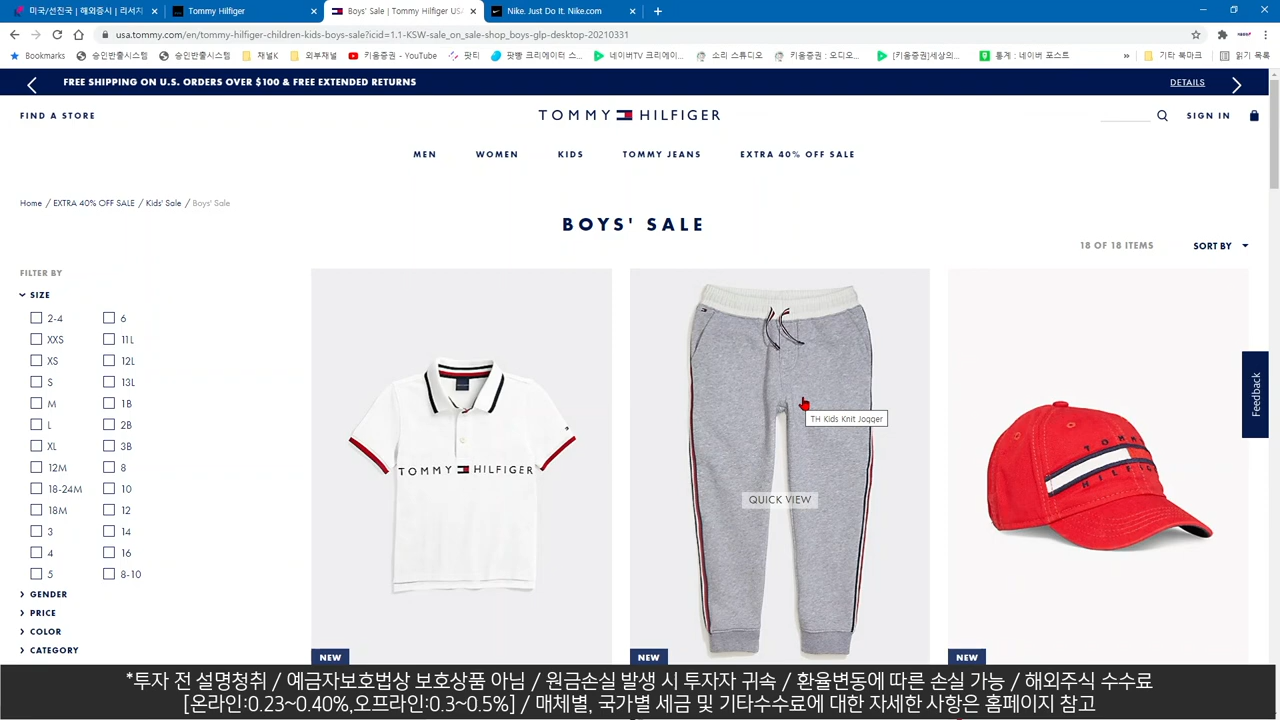 미국/선진국 | 해외증시 | 리서치
Tommy Hilfiger
Boys' Sale | Tommy Hilfiger USA
Nike. Just Do It. Nike.com
usa.tommy.com/en/tommy-hilfiger-children-kids-boys-sale?icid=1.1-KSW-sale_on_sale-shop_boys-glp-desktop-20210331
Bookmarks 승인반출시스템 승인반출시스템 채널K 외부채널 키움증권 - YouTube 팟티 팟빵 크리에이터 스... 네이버TV 크리에이... 소리 스튜디오 키움증권 : 오디오... [키움증권]세상의... 통계 : 네이버 포스트 » 기타 북마크 읽기 목록
FREE SHIPPING ON U.S. ORDERS OVER $100 & FREE EXTENDED RETURNS
DETAILS
FIND A STORE
TOMMY HILFIGER
SIGN IN
MEN WOMEN KIDS TOMMY JEANS EXTRA 40% OFF SALE
Home / EXTRA 40% OFF SALE / Kids' Sale / Boys' Sale
BOYS' SALE
18 OF 18 ITEMS
SORT BY
FILTER BY
SIZE
2-4 6
XXS 11L
XS 12L
S 13L
M 1B
L 2B
XL 3B
12M 8
18-24M 10
18M 12
3 14
4 16
5 8-10
GENDER
PRICE
COLOR
CATEGORY
TOMMY HILFIGER
TH Kids Knit Jogger
QUICK VIEW
TOMMY
HILFIGER
Feedback
NEW
NEW
NEW
*투자 전 설명청취 / 예금자보호법상 보호상품 아님 / 원금손실 발생 시 투자자 귀속 / 환율변동에 따른 손실 가능 / 해외주식 수수료
[온라인:0.23~0.40%,오프라인:0.3~0.5%] / 매체별, 국가별 세금 및 기타수수료에 대한 자세한 사항은 홈페이지 참고